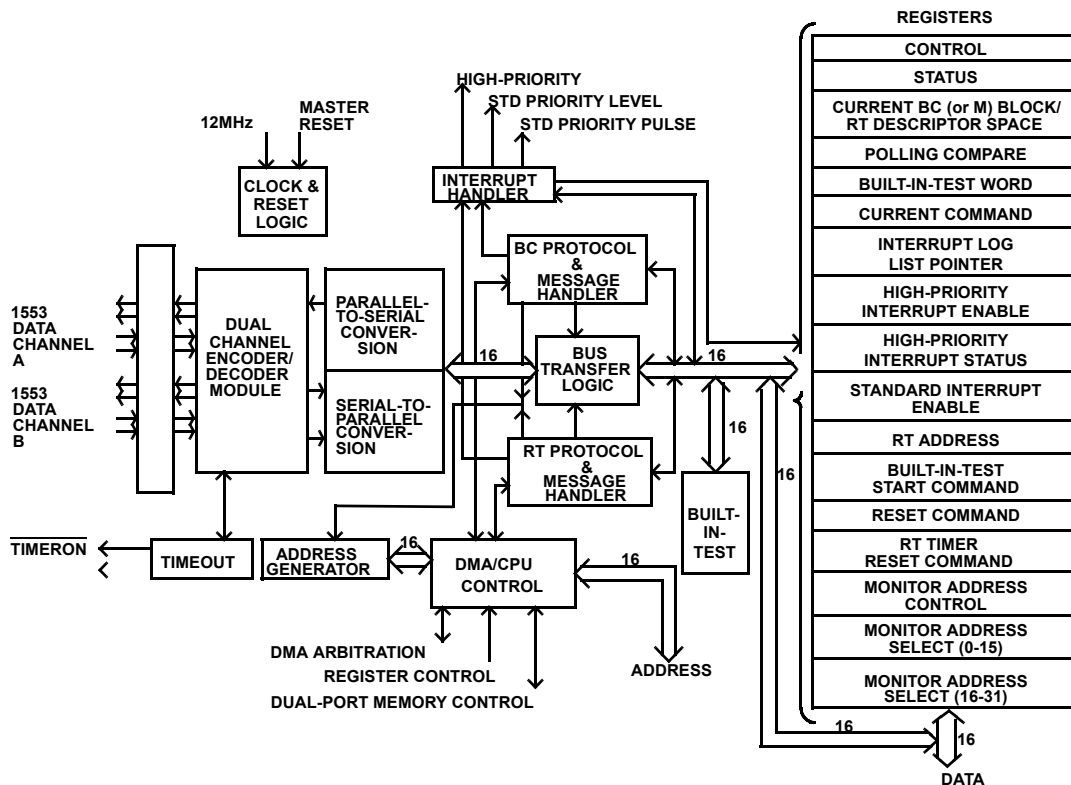 REGISTERS
CONTROL
STATUS
CURRENT BC (or M) BLOCK/
RT DESCRIPTOR SPACE
POLLING COMPARE
BUILT-IN-TEST WORD
CURRENT COMMAND
INTERRUPT LOG
LIST POINTER
HIGH-PRIORITY
INTERRUPT ENABLE
HIGH-PRIORITY
INTERRUPT STATUS
STANDARD INTERRUPT
ENABLE
RT ADDRESS
BUILT-IN-TEST
START COMMAND
RESET COMMAND
RT TIMER
RESET COMMAND
MONITOR ADDRESS
CONTROL
MONITOR ADDRESS
SELECT (0-15)
MONITOR ADDRESS
SELECT (16-31)
HIGH-PRIORITY
STD PRIORITY LEVEL
STD PRIORITY PULSE
12MHz
MASTER
RESET
CLOCK &
RESET
LOGIC
INTERRUPT
HANDLER
BC PROTOCOL
&
MESSAGE
HANDLER
1553
DATA
CHANNEL
A
1553
DATA
CHANNEL
B
DUAL
CHANNEL
ENCODER/
DECODER
MODULE
PARALLEL-
TO-SERIAL
CONVER-
SION
SERIAL-TO-
PARALLEL
CONVER-
SION
16
BUS
TRANSFER
LOGIC
16
RT PROTOCOL
&
MESSAGE
HANDLER
16
BUILT-
IN-
TEST
16
TIMERON
TIMEOUT
ADDRESS
GENERATOR
16
DMA/CPU
CONTROL
16
DMA ARBITRATION
REGISTER CONTROL
DUAL-PORT MEMORY CONTROL
ADDRESS
16
16
DATA